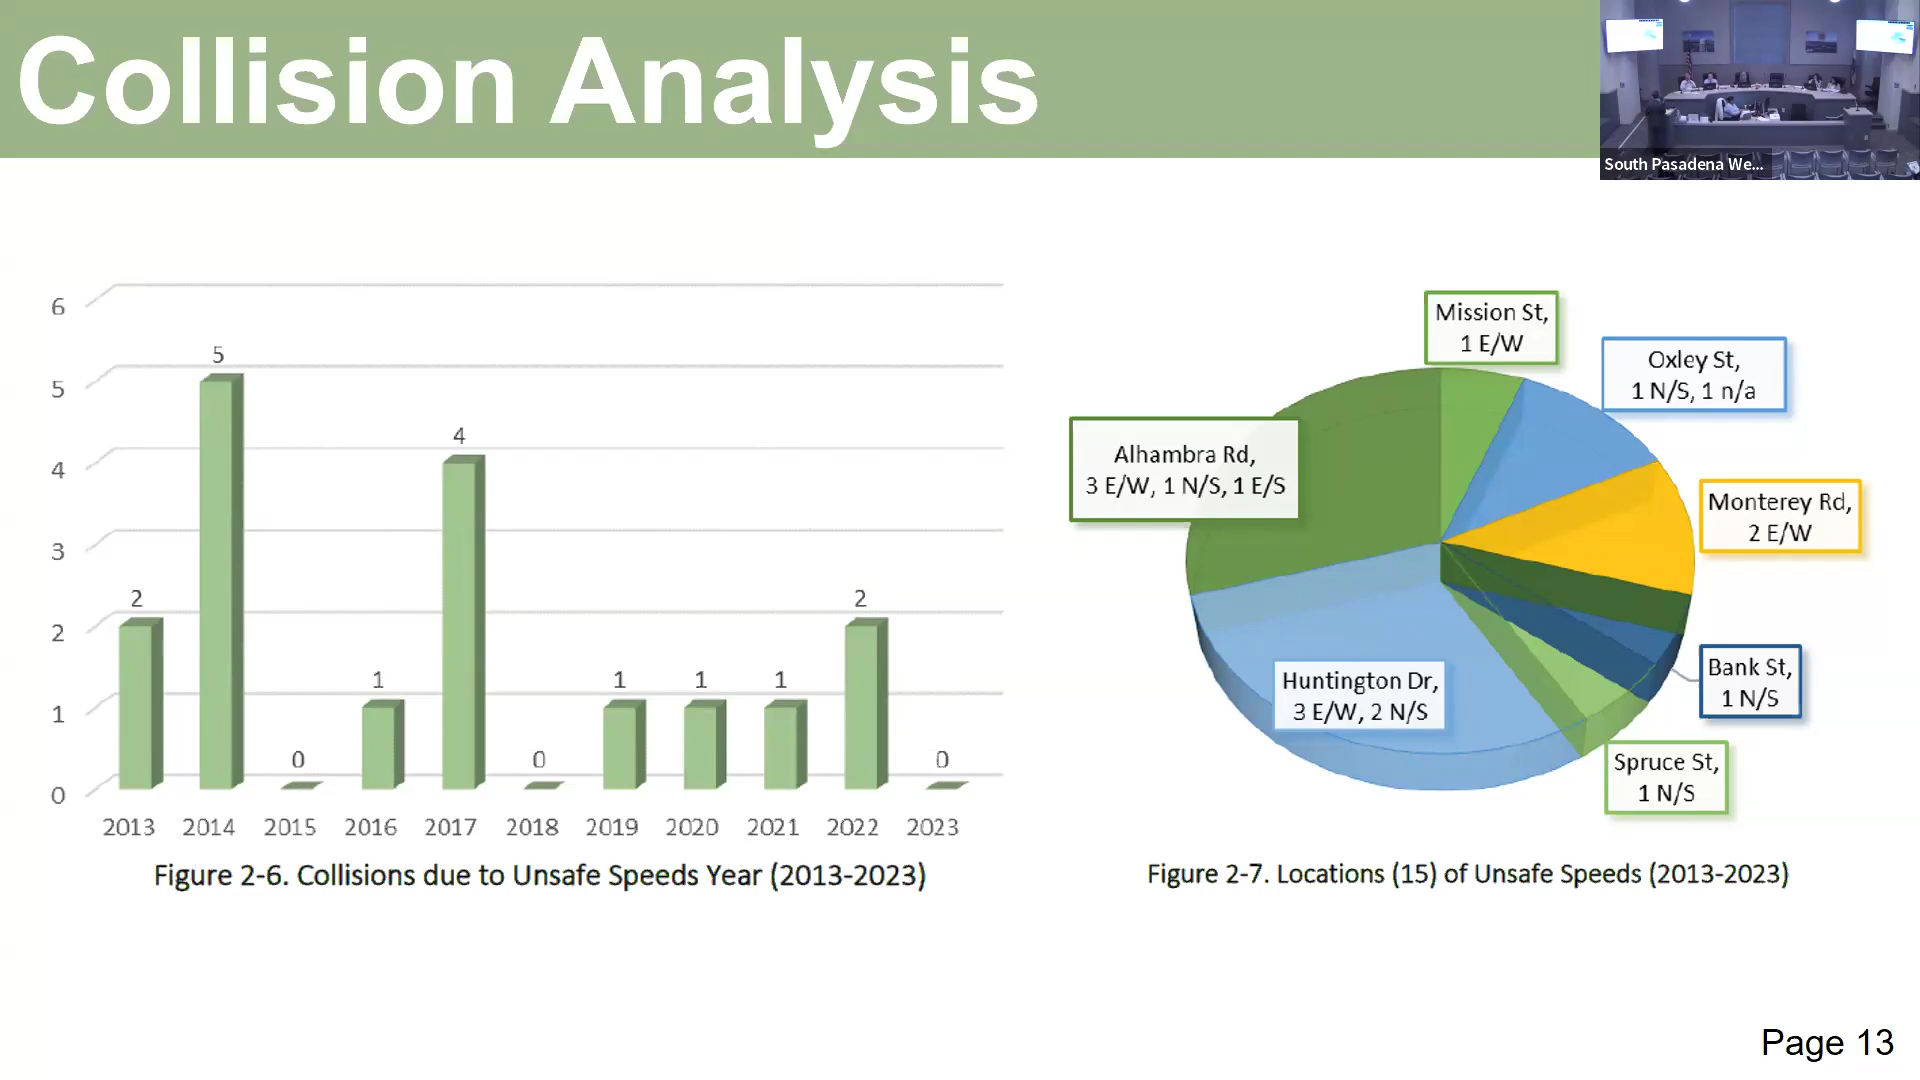 Collision Analysis
South Pasadena We...
6
5
4
3
2
1
0
2
5
0
1
4
0
1
1
1
2
0
2013 2014 2015 2016 2017 2018 2019 2020 2021 2022 2023
Figure 2-6. Collisions due to Unsafe Speeds Year (2013-2023)
Mission St,
1 E/W
Oxley St,
1 N/S, 1 n/a
Alhambra Rd,
3 E/W, 1 N/S, 1 E/S
Monterey Rd,
2 E/W
Bank St,
1 N/S
Huntington Dr,
3 E/W, 2 N/S
Spruce St,
1 N/S
Figure 2-7. Locations (15) of Unsafe Speeds (2013-2023)
Page 13